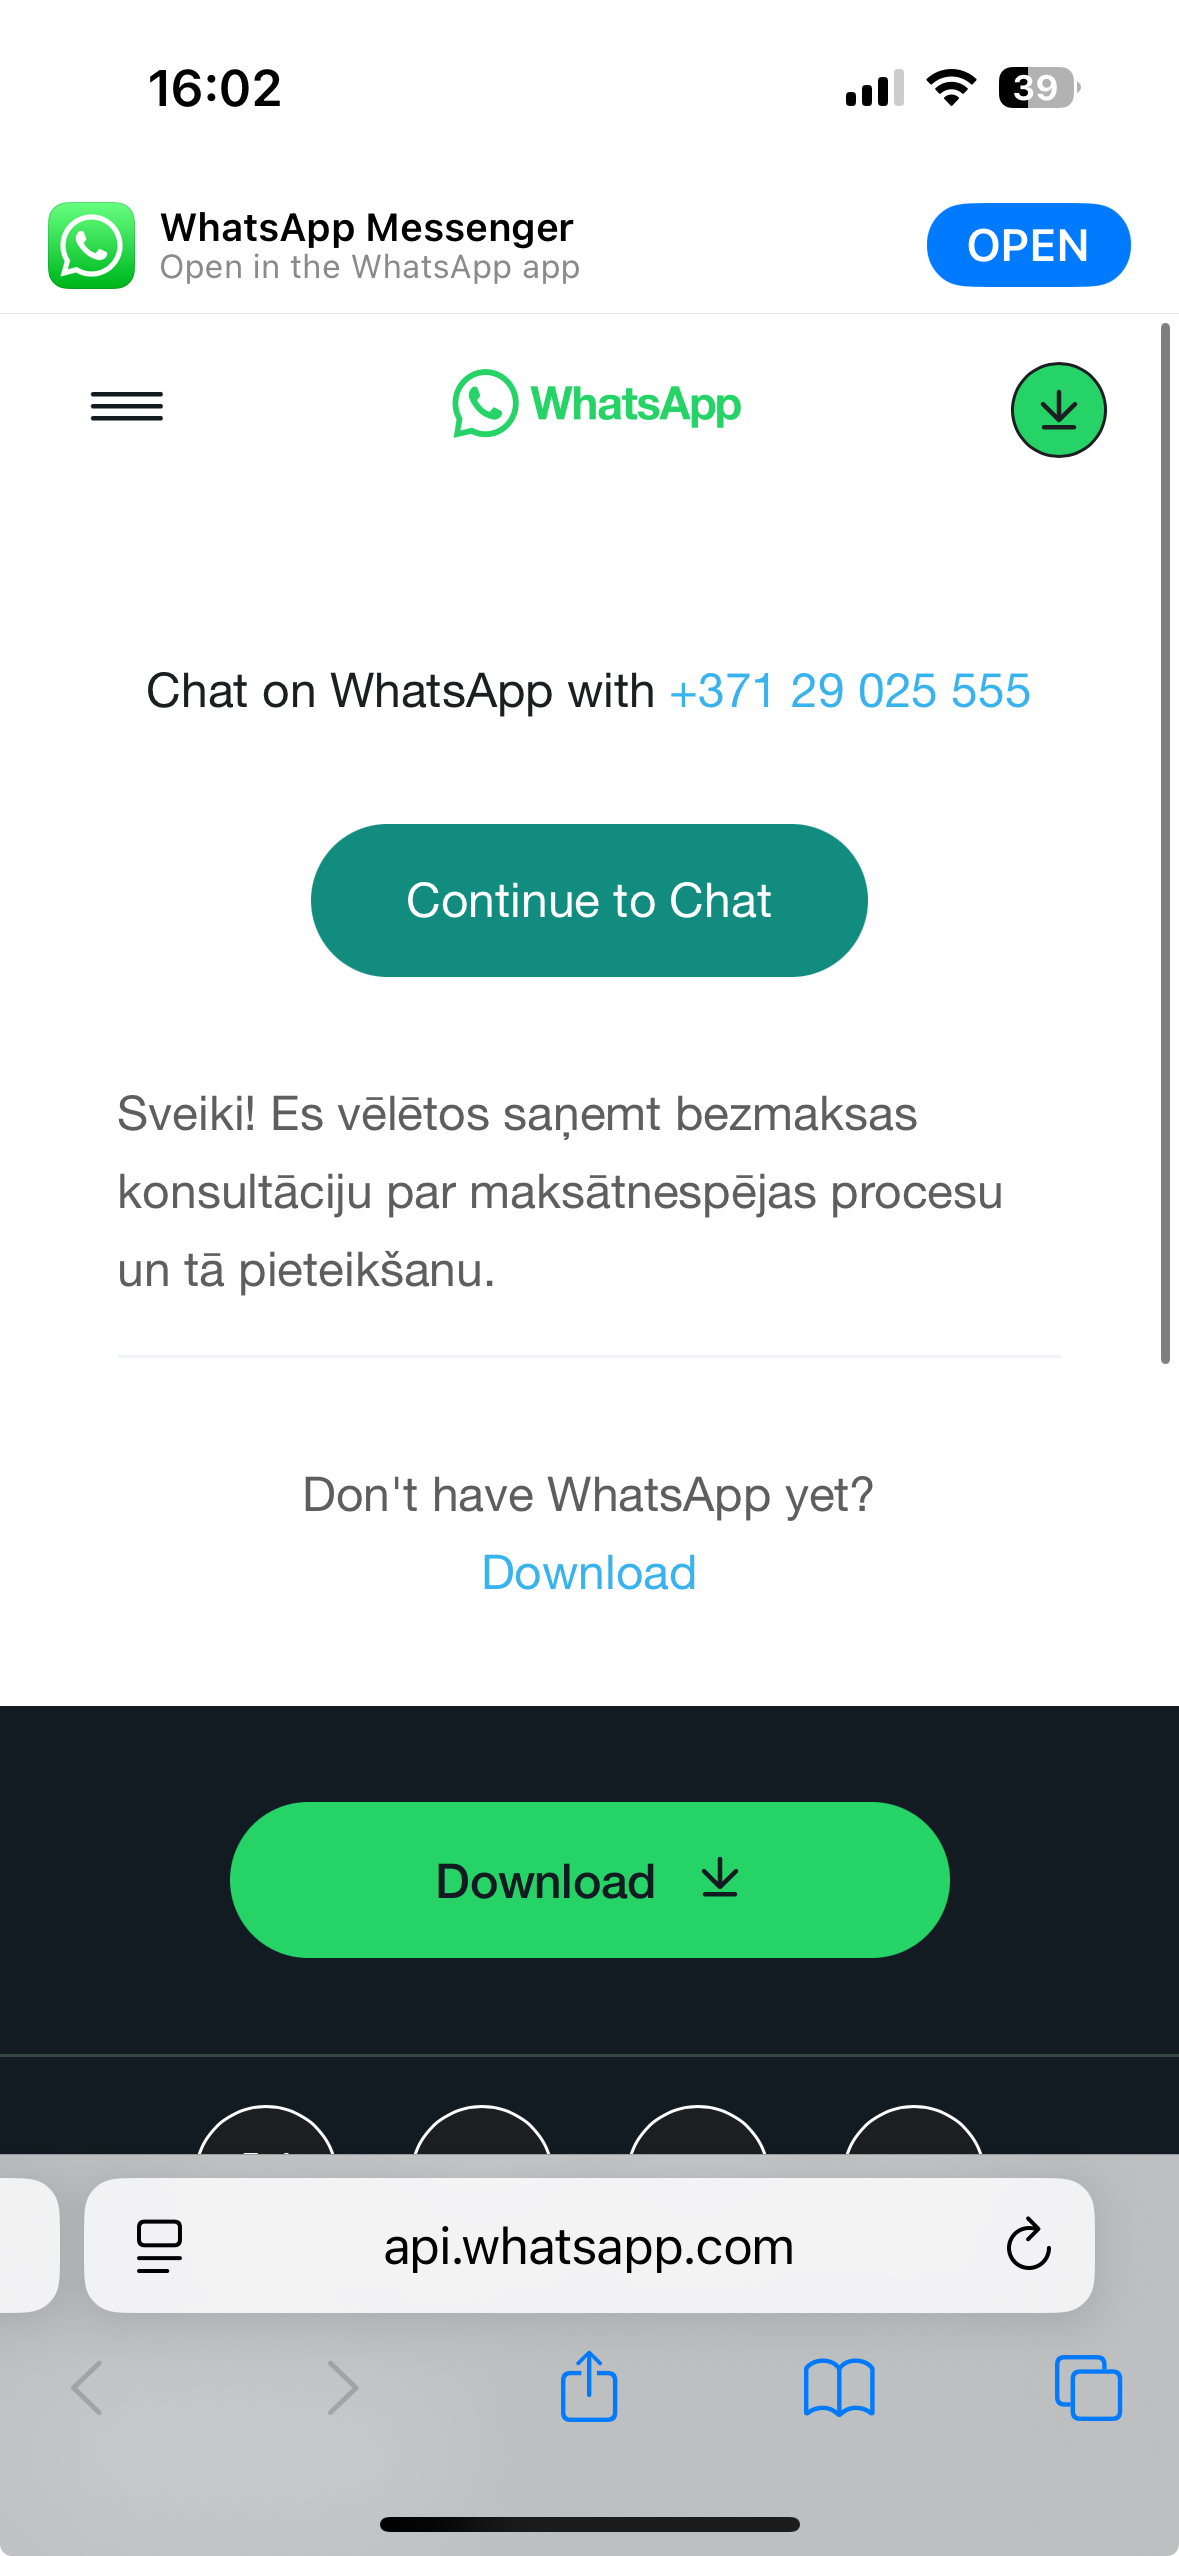 16:02
39
WhatsApp Messenger
Open in the WhatsApp app
OPEN
WhatsApp
Chat on WhatsApp with +371 29 025 555
Continue to Chat
Sveiki! Es vēlētos saņemt bezmaksas
konsultāciju par maksātnespējas procesu
un tā pieteikšanu.
Don't have WhatsApp yet?
Download
Download
api.whatsapp.com